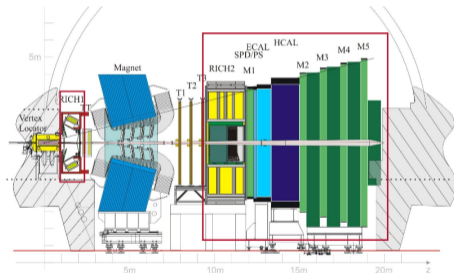 HCAL
ECAL
M5
M4
SPD/PS
M3
5m
Magnet
RICH2
M1
M2
T3
T2
T1
RICH1
TT
Vertex
Locator
5m
10m
15m
20m
z